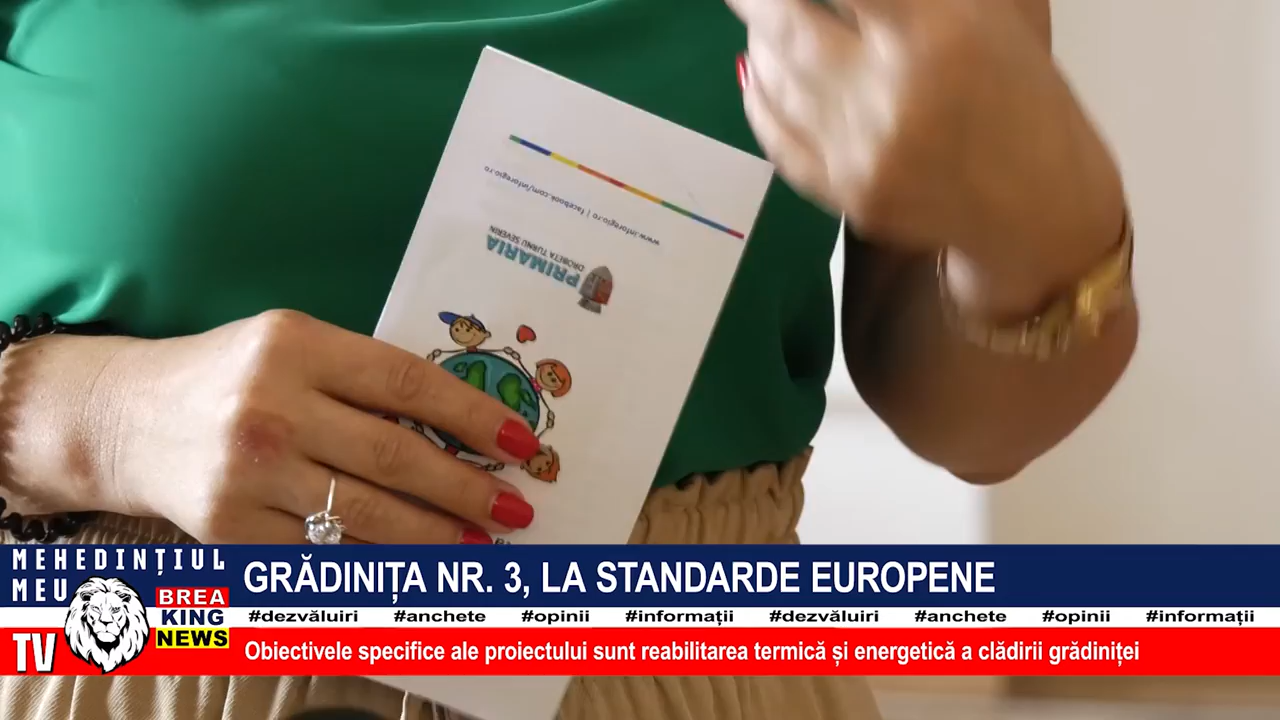 www.inforegio.ro | facebook.com/inforegio.ro
PRIMARIA
DROBETA TURNU SEVERIN
MEHEDINȚIUL
MEU
TV
BREA
KING
NEWS
GRĂDINIȚA NR. 3, LA STANDARDE EUROPENE
#dezvăluiri #anchete #opinii #informații #dezvăluiri #anchete #opinii #informații
Obiectivele specifice ale proiectului sunt reabilitarea termică și energetică a clădirii grădiniței